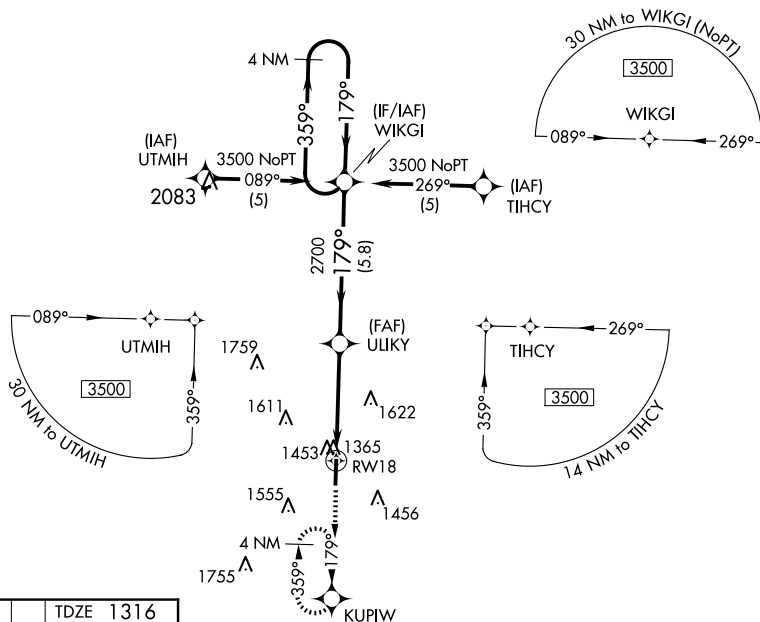 30 NM to WIKGI (NoPT)
3500
WIKGI
089°
269°
4 NM
359°
179°
(IF/IAF)
WIKGI
(IAF)
UTMIH
2083
3500 NoPT
089°
(5)
3500 NoPT
269°
(5)
(IAF)
TIHCY
2700
179°
(5.8)
(FAF)
ULIKY
089°
UTMIH
359°
3500
30 NM to UTMIH
TIHCY
269°
359°
3500
14 NM to TIHCY
1759
1611
1622
1453
1365
RW18
1555
1456
4 NM
359°
179°
1755
KUPIW
TDZE 1316